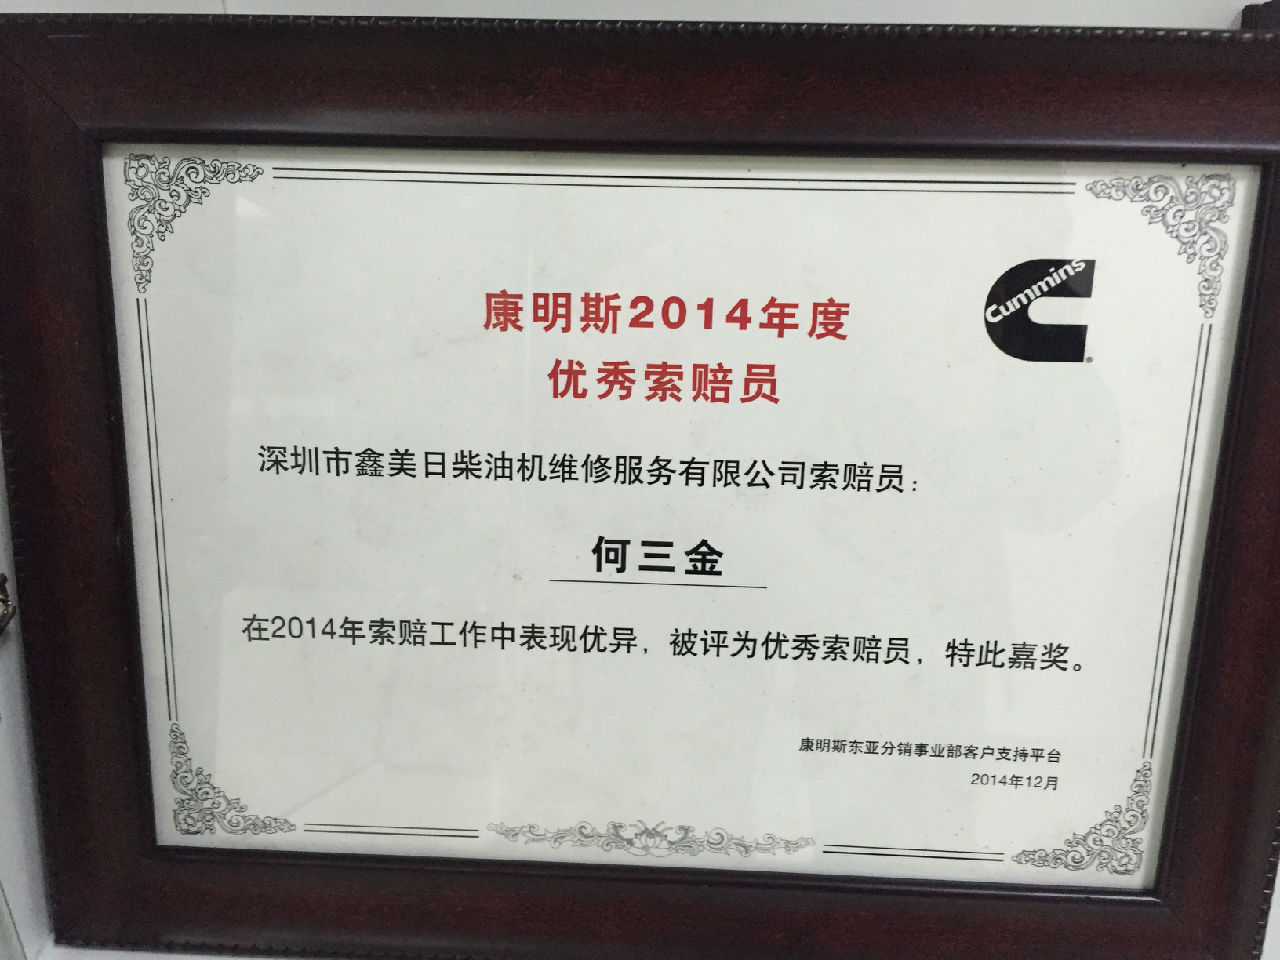 Cummins
康明斯2014年度
优秀索赔员
深圳市鑫美日柴油机维修服务有限公司索赔员：
何三金
在2014年索赔工作中表现优异，被评为优秀索赔员，特此嘉奖。
康明斯东亚分销事业部客户支持平台
2014年12月